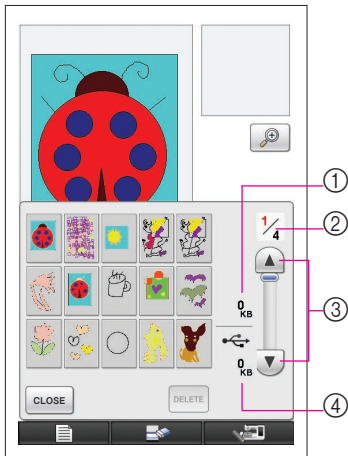 ①
1/4
②
③
0
KB
0
KB
④
CLOSE
DELETE